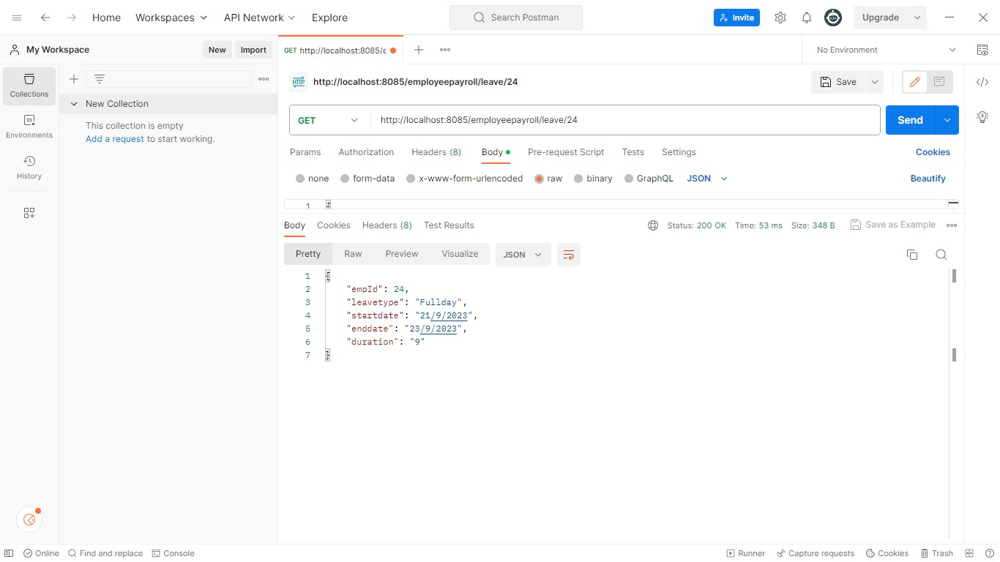 Home Workspaces API Network Explore Search Postman Invite Upgrade
My Workspace New Import GET http://localhost:8085/e No Environment
Collections
Environments
History
New Collection
This collection is empty
Add a request to start working.
HTTP http://localhost:8085/employeepayroll/leave/24 Save
GET http://localhost:8085/employeepayroll/leave/24 Send
Params Authorization Headers (8) Body Pre-request Script Tests Settings Cookies
none form-data x-www-form-urlencoded raw binary GraphQL JSON Beautify
1 {
Body Cookies Headers (8) Test Results Status: 200 OK Time: 53 ms Size: 348 B Save as Example
Pretty Raw Preview Visualize JSON
1 {
2 "empId": 24,
3 "leavetype": "Fullday",
4 "startdate": "21/9/2023",
5 "enddate": "23/9/2023",
6 "duration": "9"
7 }
Online Find and replace Console Runner Capture requests Cookies Trash